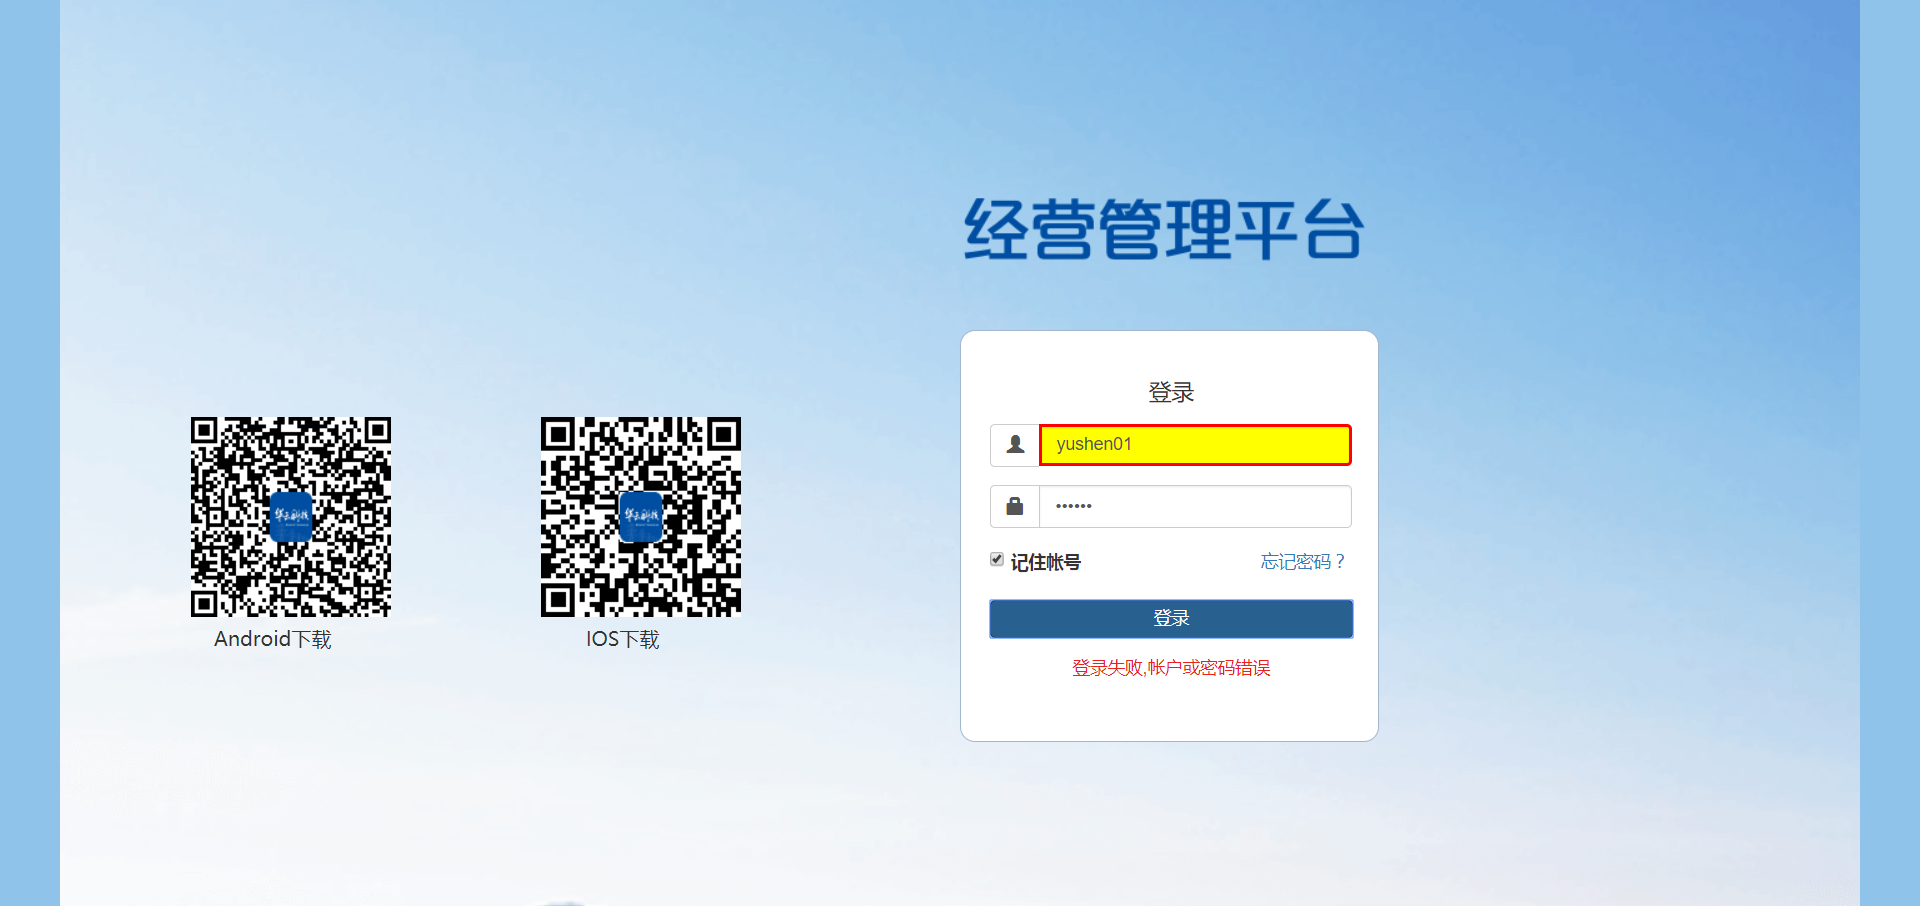 经营管理平台
登录
yushen01
••••••
记住帐号
忘记密码？
登录
登录失败,帐户或密码错误
Android下载
IOS下载